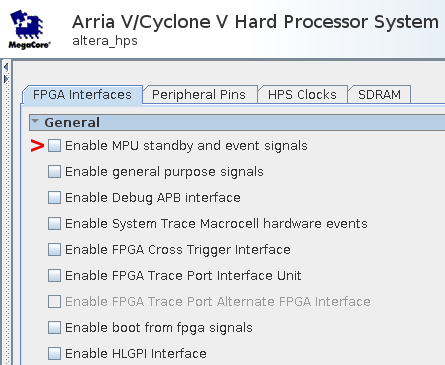 Arria V/Cyclone V Hard Processor System
MegaCore®
altera_hps
FPGA Interfaces
Peripheral Pins
HPS Clocks
SDRAM
General
> Enable MPU standby and event signals
Enable general purpose signals
Enable Debug APB interface
Enable System Trace Macrocell hardware events
Enable FPGA Cross Trigger Interface
Enable FPGA Trace Port Interface Unit
Enable FPGA Trace Port Alternate FPGA Interface
Enable boot from fpga signals
Enable HLGPI Interface